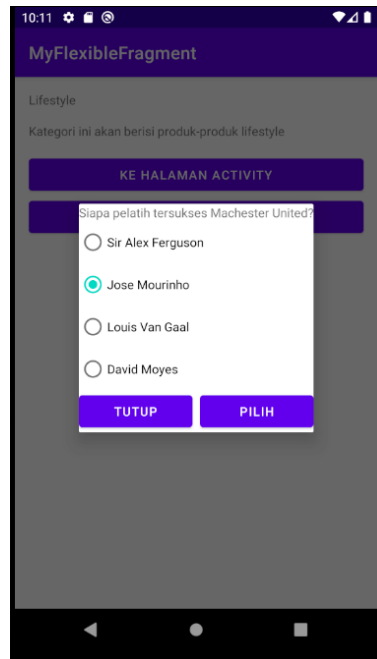 10:11
MyFlexibleFragment
Lifestyle
Kategori ini akan berisi produk-produk lifestyle
KE HALAMAN ACTIVITY
Siapa pelatih tersukses Machester United?
Sir Alex Ferguson
Jose Mourinho
Louis Van Gaal
David Moyes
TUTUP
PILIH